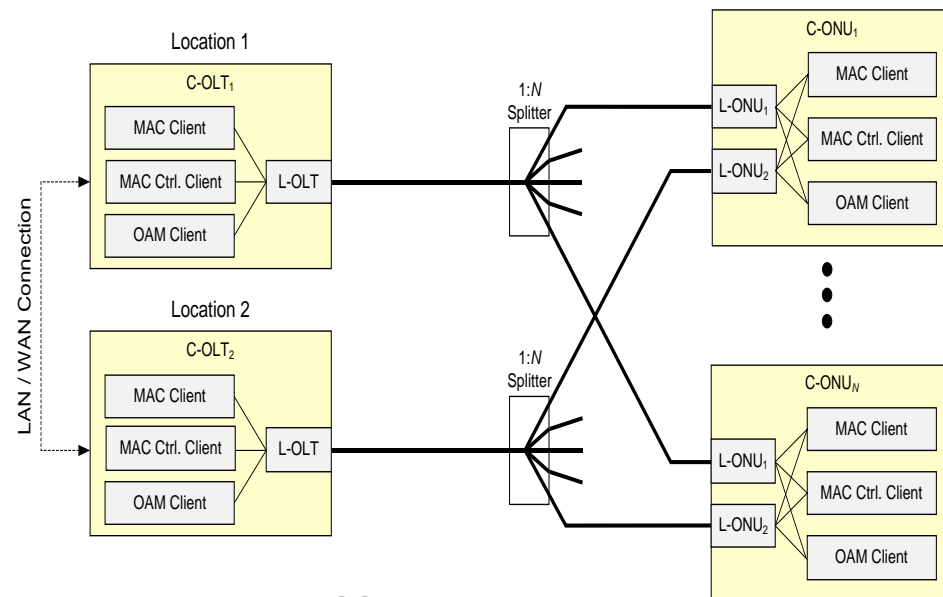 Location 1
C-OLT₁
MAC Client
MAC Ctrl. Client
OAM Client
L-OLT
LAN / WAN Connection
Location 2
C-OLT₂
MAC Client
MAC Ctrl. Client
OAM Client
L-OLT
1:N
Splitter
1:N
Splitter
C-ONU₁
L-ONU₁
L-ONU₂
MAC Client
MAC Ctrl. Client
OAM Client
C-ONU_N
L-ONU₁
L-ONU₂
MAC Client
MAC Ctrl. Client
OAM Client